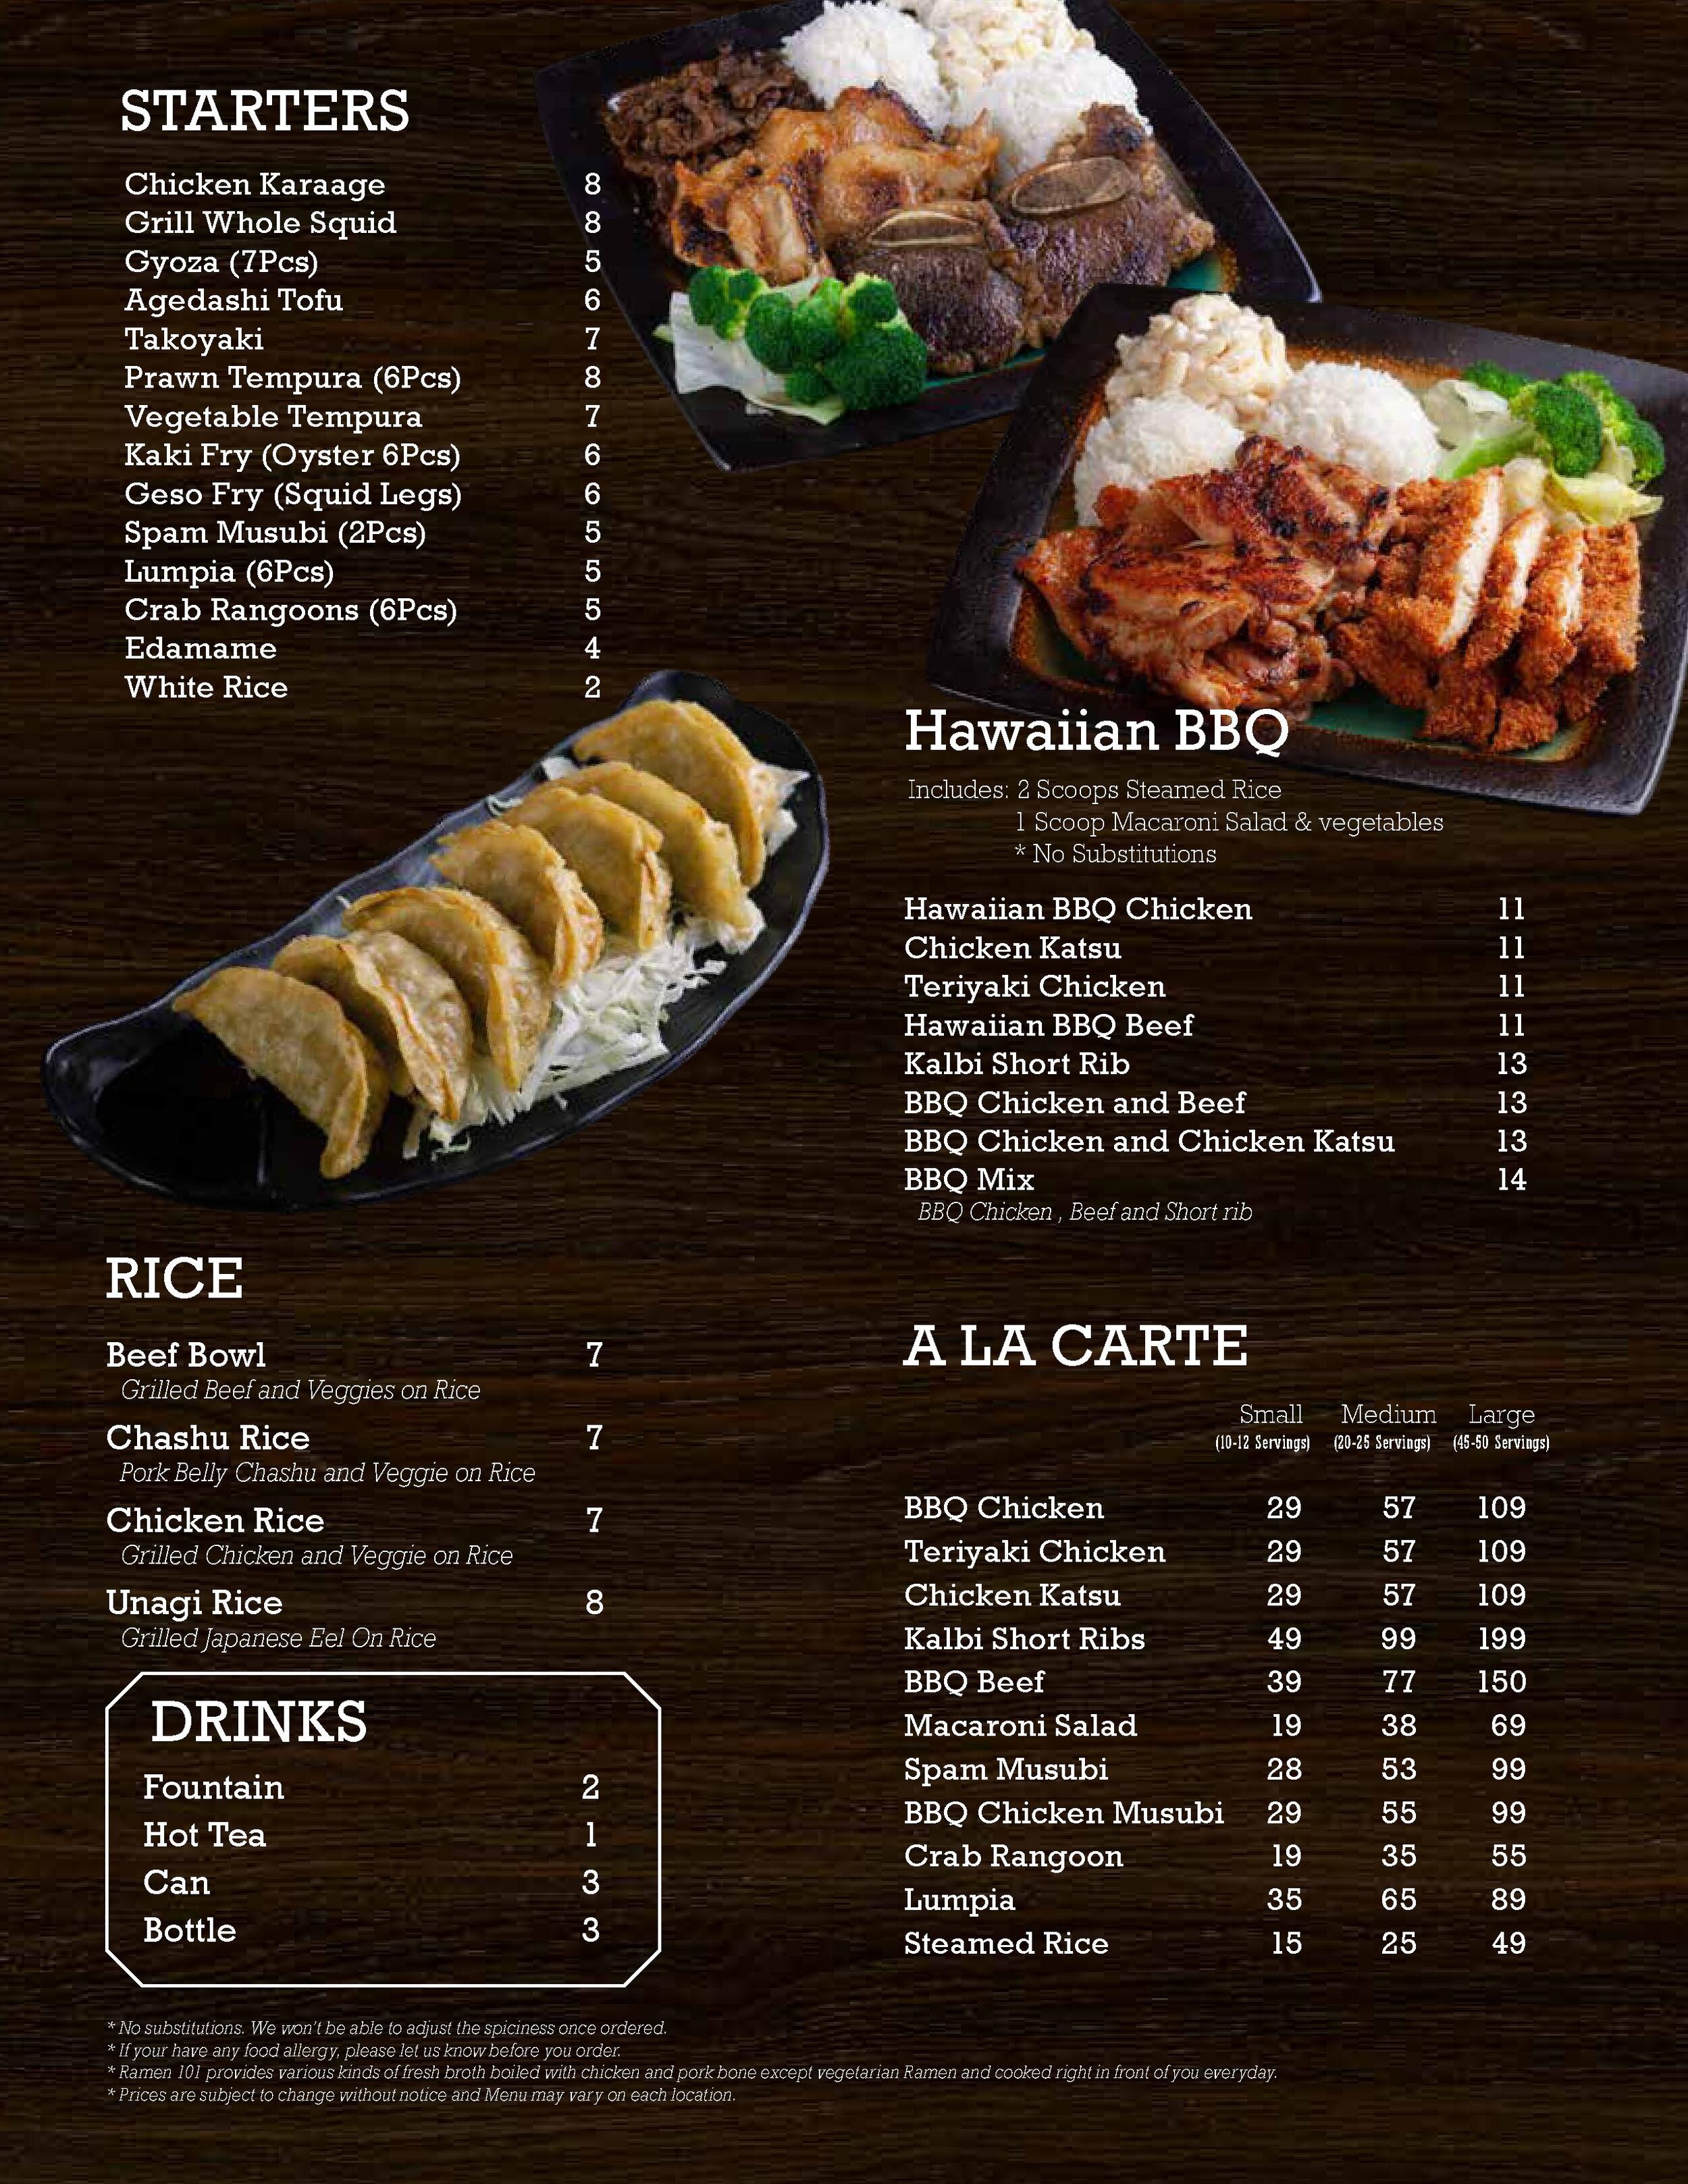 STARTERS
Chicken Karaage 8
Grill Whole Squid 8
Gyoza (7Pcs) 5
Agedashi Tofu 6
Takoyaki 7
Prawn Tempura (6Pcs) 8
Vegetable Tempura 7
Kaki Fry (Oyster 6Pcs) 6
Geso Fry (Squid Legs) 6
Spam Musubi (2Pcs) 5
Lumpia (6Pcs) 5
Crab Rangoons (6Pcs) 5
Edamame 4
White Rice 2
Hawaiian BBQ
Includes: 2 Scoops Steamed Rice
1 Scoop Macaroni Salad & vegetables
* No Substitutions
Hawaiian BBQ Chicken 11
Chicken Katsu 11
Teriyaki Chicken 11
Hawaiian BBQ Beef 11
Kalbi Short Rib 13
BBQ Chicken and Beef 13
BBQ Chicken and Chicken Katsu 13
BBQ Mix 14
BBQ Chicken , Beef and Short rib
RICE
Beef Bowl 7
Grilled Beef and Veggies on Rice
Chashu Rice 7
Pork Belly Chashu and Veggie on Rice
Chicken Rice 7
Grilled Chicken and Veggie on Rice
Unagi Rice 8
Grilled Japanese Eel On Rice
DRINKS
Fountain 2
Hot Tea 1
Can 3
Bottle 3
A LA CARTE
Small Medium Large
(10-12 Servings) (20-25 Servings) (45-50 Servings)
BBQ Chicken 29 57 109
Teriyaki Chicken 29 57 109
Chicken Katsu 29 57 109
Kalbi Short Ribs 49 99 199
BBQ Beef 39 77 150
Macaroni Salad 19 38 69
Spam Musubi 28 53 99
BBQ Chicken Musubi 29 55 99
Crab Rangoon 19 35 55
Lumpia 35 65 89
Steamed Rice 15 25 49
* No substitutions. We won't be able to adjust the spiciness once ordered.
* If your have any food allergy, please let us know before you order.
* Ramen 101 provides various kinds of fresh broth boiled with chicken and pork bone except vegetarian Ramen and cooked right in front of you everyday.
* Prices are subject to change without notice and Menu may vary on each location.